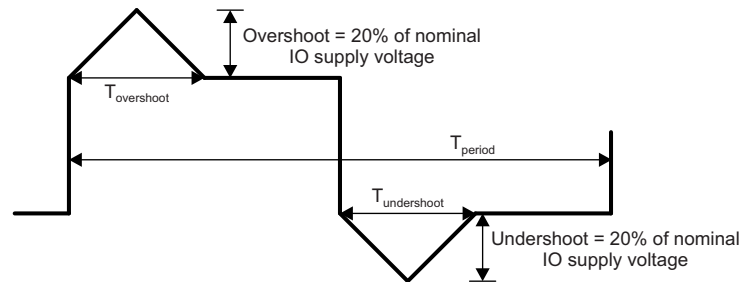 Overshoot = 20% of nominal
IO supply voltage
Tovershoot
Tperiod
Tundershoot
Undershoot = 20% of nominal
IO supply voltage